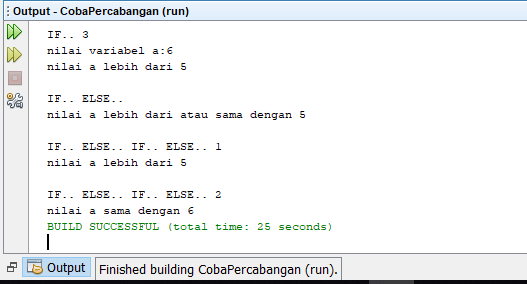 Output - CobaPercabangan (run)
IF.. 3
nilai variabel a:6
nilai a lebih dari 5
IF.. ELSE..
nilai a lebih dari atau sama dengan 5
IF.. ELSE.. IF.. ELSE.. 1
nilai a lebih dari 5
IF.. ELSE.. IF.. ELSE.. 2
nilai a sama dengan 6
BUILD SUCCESSFUL (total time: 25 seconds)
Output
Finished building CobaPercabangan (run).